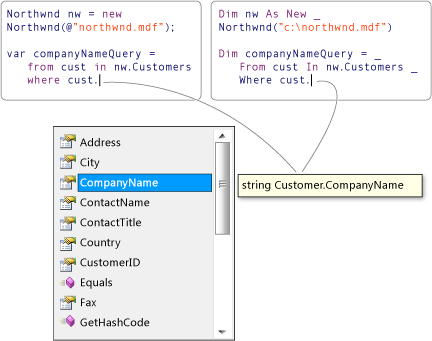 Northwnd nw = new
Northwnd(@"northwnd.mdf");
var companyNameQuery =
from cust in nw.Customers
where cust.
Dim nw As New _
Northwnd("c:\northwnd.mdf")
Dim companyNameQuery = _
From cust In nw.Customers _
Where cust.
Address
City
CompanyName
ContactName
ContactTitle
Country
CustomerID
Equals
Fax
GetHashCode
string Customer.CompanyName